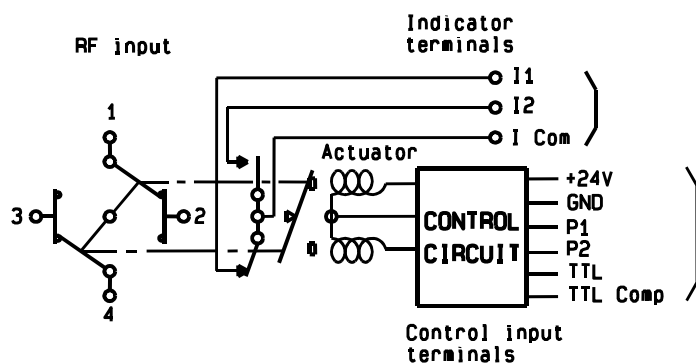 Indicator
terminals
RF input
I1
I2
I Com
1
Actuator
3
2
4
CONTROL
CIRCUIT
+24V
GND
P1
P2
TTL
TTL Comp
Control input
terminals